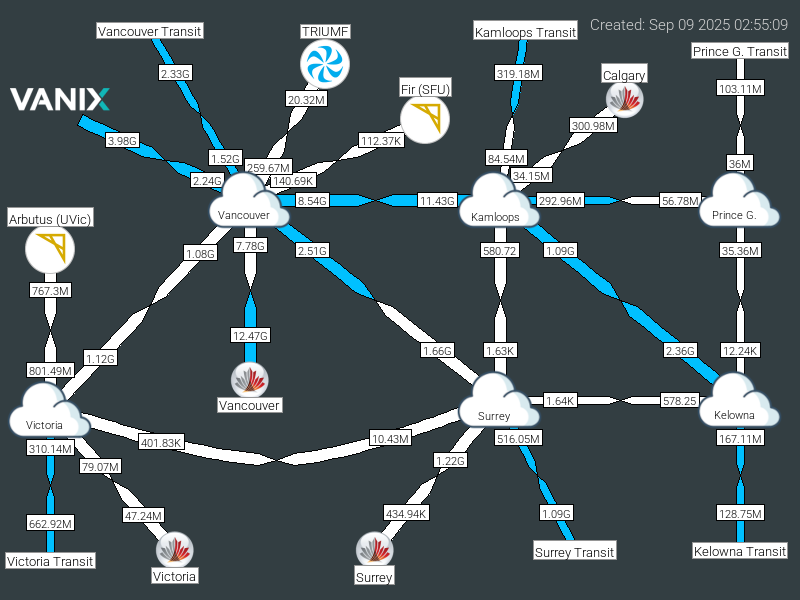 Created: Sep 09 2025 02:55:09
Vancouver Transit
TRIUMF
Kamloops Transit
Prince G. Transit
2.33G
319.18M
Calgary
Fir (SFU)
103.11M
VANIX
20.32M
300.98M
3.98G
112.37K
1.52G
259.67M
84.54M
36M
2.24G
140.69K
34.15M
8.54G
11.43G
292.96M
56.78M
Vancouver
Kamloops
Prince G.
Arbutus (UVic)
1.08G
7.78G
2.51G
580.72
1.09G
35.36M
767.3M
12.47G
1.12G
1.66G
1.63K
2.36G
12.24K
801.49M
Vancouver
1.64K
578.25
Victoria
Surrey
Kelowna
401.83K
10.43M
310.14M
516.05M
167.11M
79.07M
1.22G
662.92M
47.24M
434.94K
1.09G
128.75M
Victoria Transit
Victoria
Surrey
Surrey Transit
Kelowna Transit